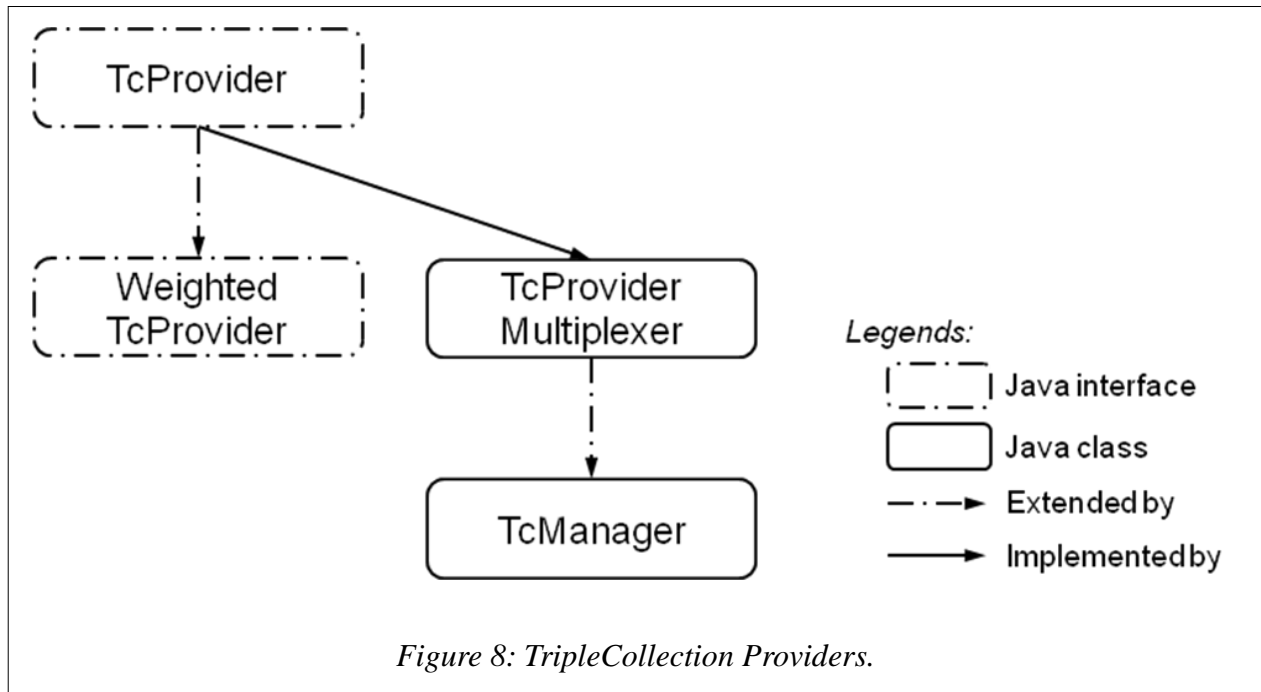 TcProvider
Weighted
TcProvider
TcProvider
Multiplexer
TcManager
Legends:
Java interface
Java class
Extended by
Implemented by
Figure 8: TripleCollection Providers.